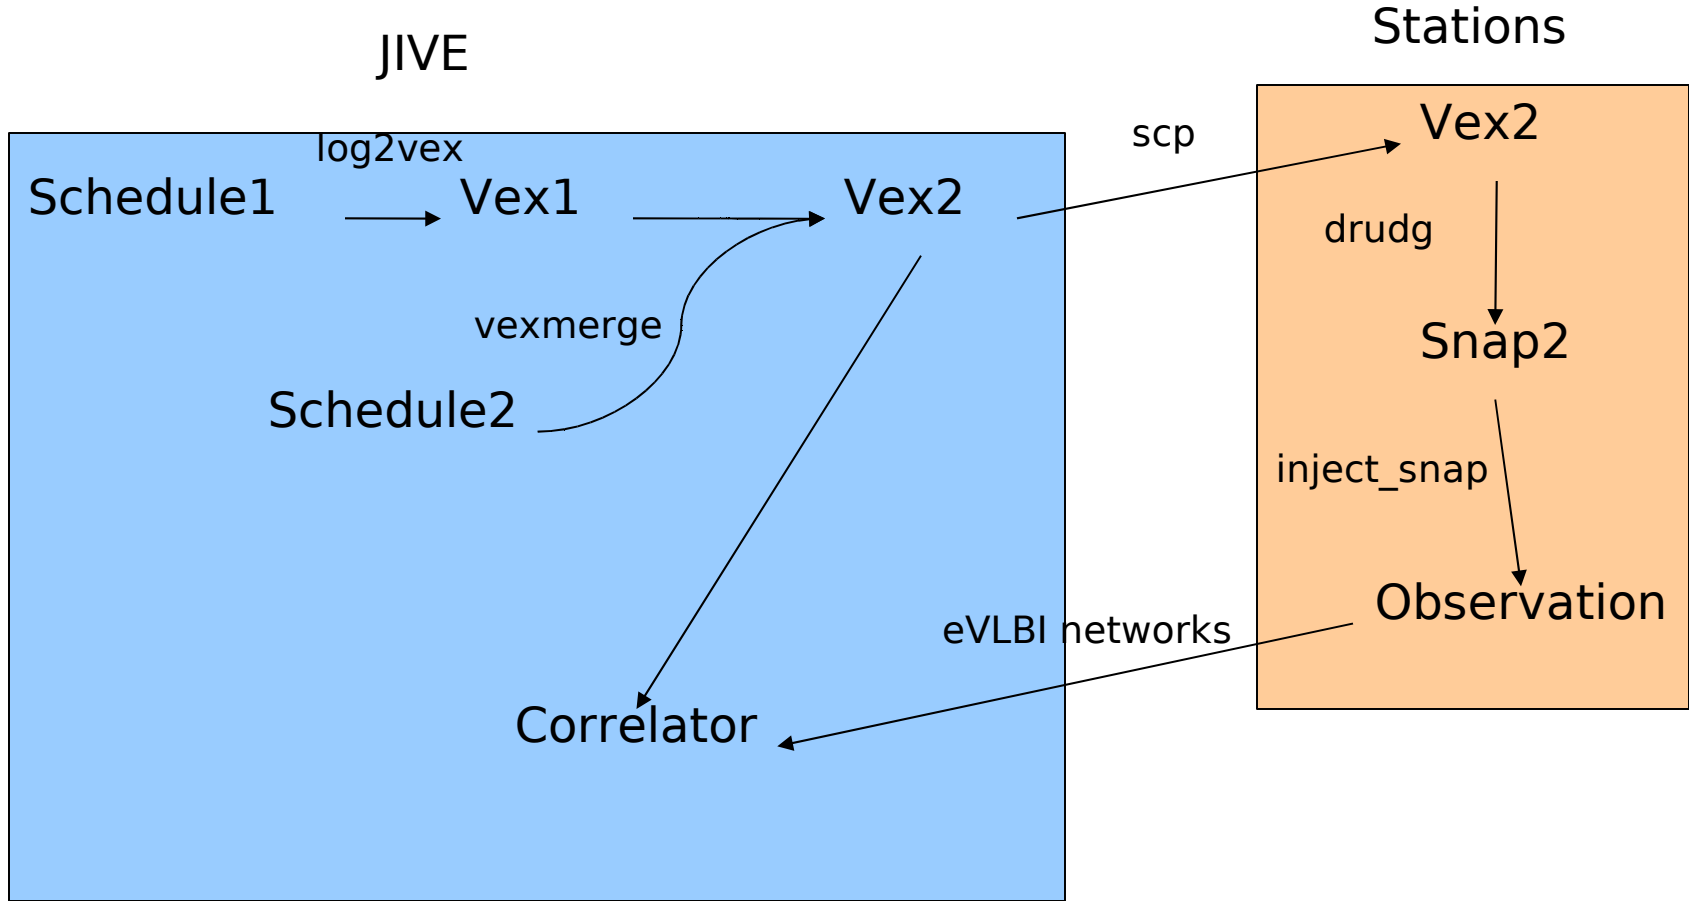 JIVE
Stations
log2vex
Schedule1
Vex1
Vex2
vexmerge
Schedule2
Correlator
scp
Vex2
drudg
Snap2
inject_snap
Observation
eVLBI networks